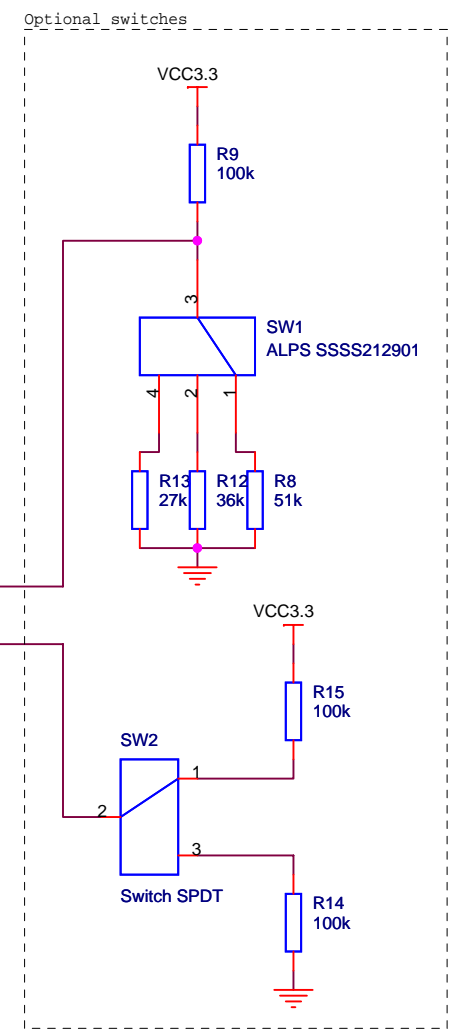 Optional switches
VCC3.3
R9
100k
3
SW1
ALPS SSSS212901
4
2
1
R13
27k
R12
36k
R8
51k
VCC3.3
R15
100k
SW2
1
2
3
Switch SPDT
R14
100k